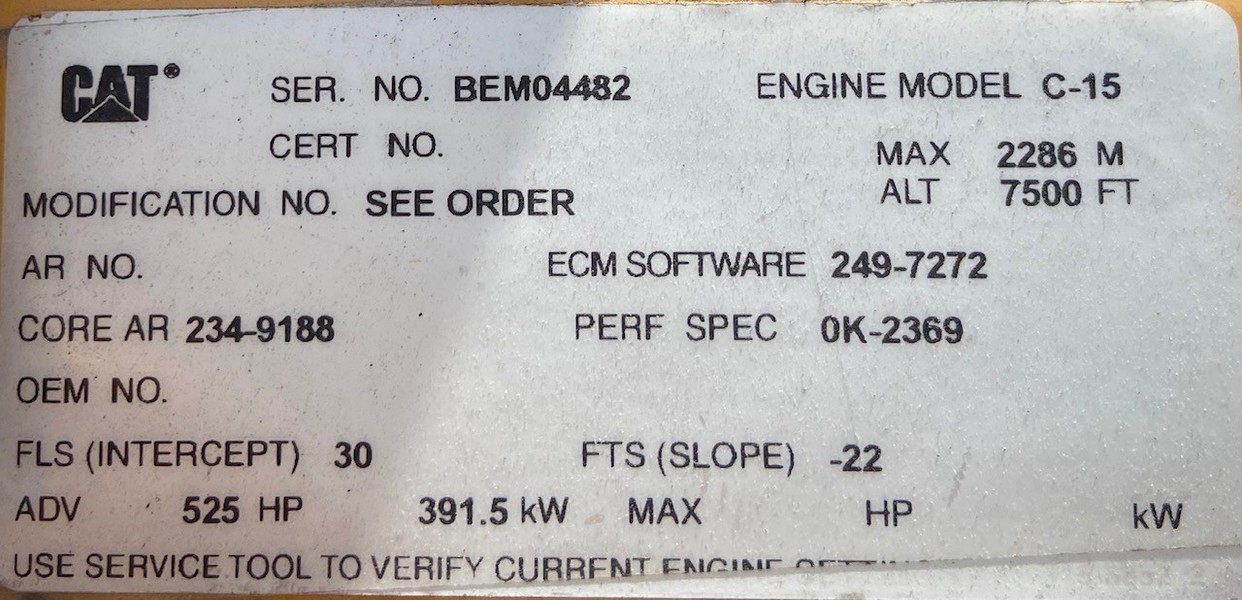 CAT® SER. NO. BEM04482 ENGINE MODEL C-15
CERT NO. MAX 2286 M
MODIFICATION NO. SEE ORDER ALT 7500 FT
AR NO. ECM SOFTWARE 249-7272
CORE AR 234-9188 PERF SPEC 0K-2369
OEM NO.
FLS (INTERCEPT) 30 FTS (SLOPE) -22
ADV 525 HP 391.5 kW MAX HP kW
USE SERVICE TOOL TO VERIFY CURRENT ENGINE